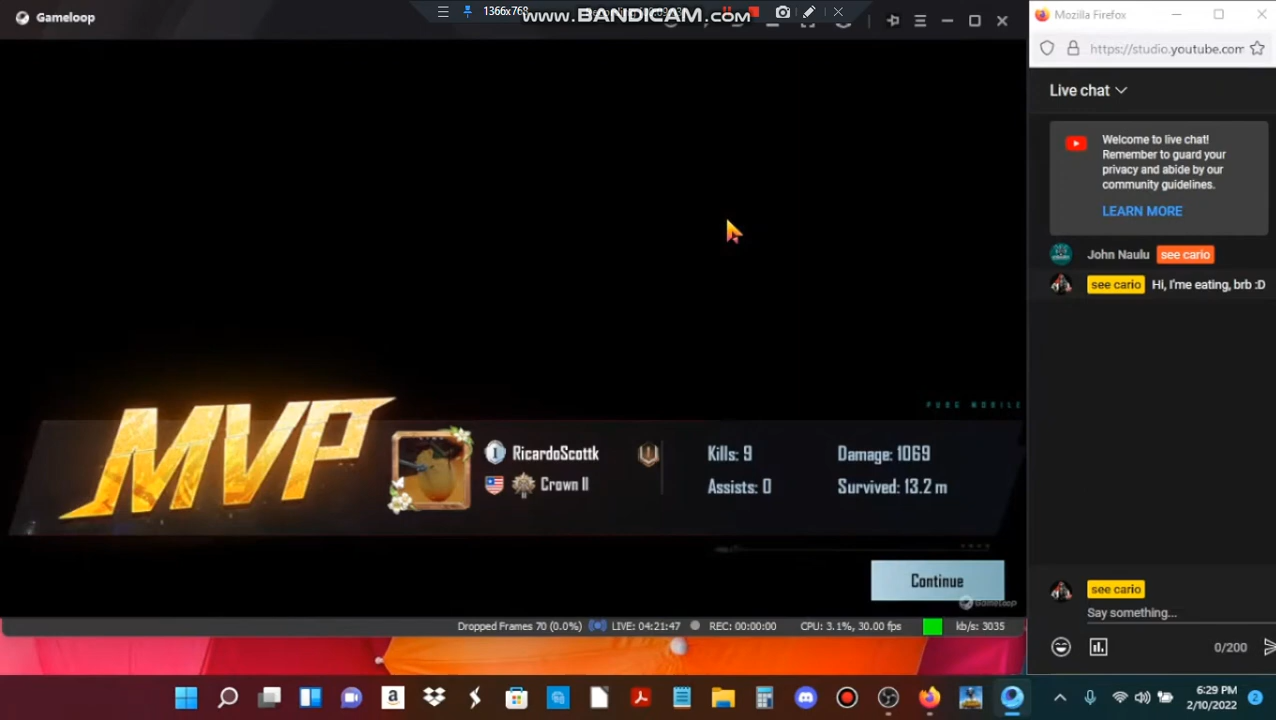 Gameloop
1366x768
www.BANDICAM.com
Mozilla Firefox
https://studio.youtube.com
Live chat
Welcome to live chat!
Remember to guard your
privacy and abide by our
community guidelines.
LEARN MORE
John Naulu see cario
see cario Hi, I'me eating, brb :D
PUBG MOBILE
MVP
RicardoScottk
Crown II
Kills: 9
Damage: 1069
Assists: 0
Survived: 13.2 m
Continue
GameLoop
see cario
Say something...
0/200
Dropped Frames 70 (0.0%)
LIVE: 04:21:47
REC: 00:00:00
CPU: 3.1%, 30.00 fps
kb/s: 3035
6:29 PM
2/10/2022
2